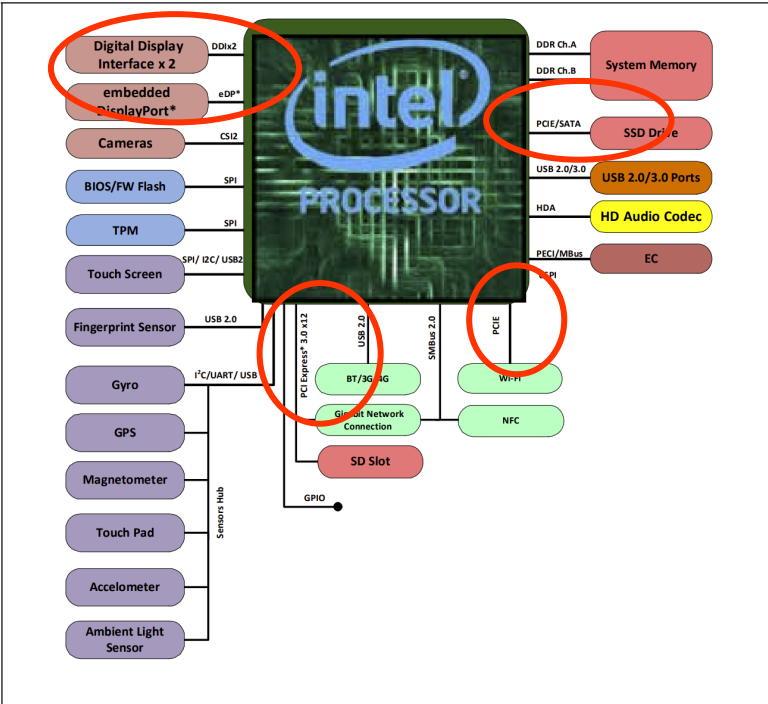 Digital Display
Interface x 2
DDIx2
embedded
DisplayPort*
eDP*
Cameras
CSI2
BIOS/FW Flash
SPI
TPM
SPI
Touch Screen
SPI/ I2C/ USB2
Fingerprint Sensor
USB 2.0
Gyro
I²C/UART/ USB
GPS
Magnetometer
Touch Pad
Accelometer
Ambient Light
Sensor
Sensors Hub
intel
PROCESSOR
DDR Ch.A
DDR Ch.B
System Memory
PCIE/SATA
SSD Drive
USB 2.0/3.0
USB 2.0/3.0 Ports
HDA
HD Audio Codec
PECI/MBus
EC
PCI Express* 3.0 x12
USB 2.0
SMBus 2.0
PCIE
BT/3G/4G
WI-FI
Gigabit Network
Connection
NFC
SD Slot
GPIO